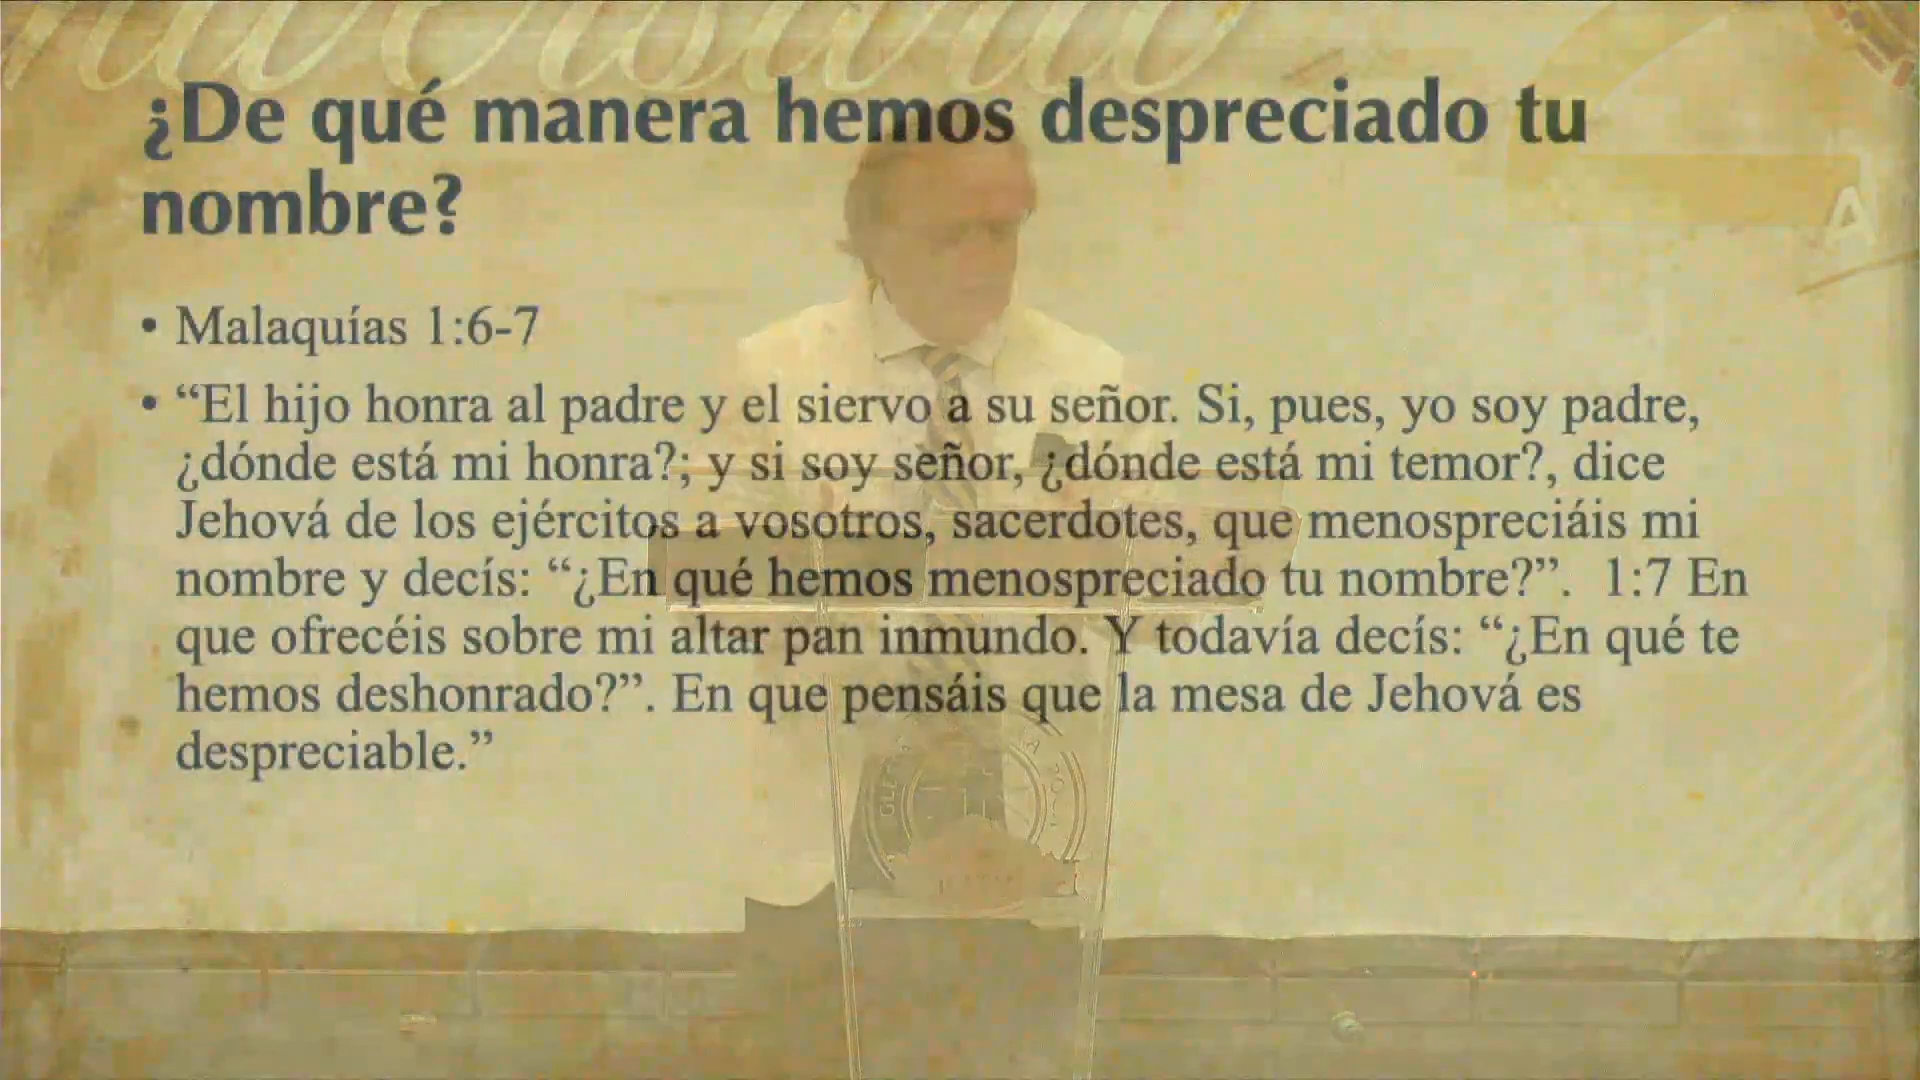 ¿De qué manera hemos despreciado tu
nombre?
A
• Malaquías 1:6-7
• “El hijo honra al padre y el siervo a su señor. Si, pues, yo soy padre,
¿dónde está mi honra?; y si soy señor, ¿dónde está mi temor?, dice
Jehová de los ejércitos a vosotros, sacerdotes, que menospreciáis mi
nombre y decís: “¿En qué hemos menospreciado tu nombre?”. 1:7 En
que ofrecéis sobre mi altar pan inmundo. Y todavía decís: “¿En qué te
hemos deshonrado?”. En que pensáis que la mesa de Jehová es
despreciable.”